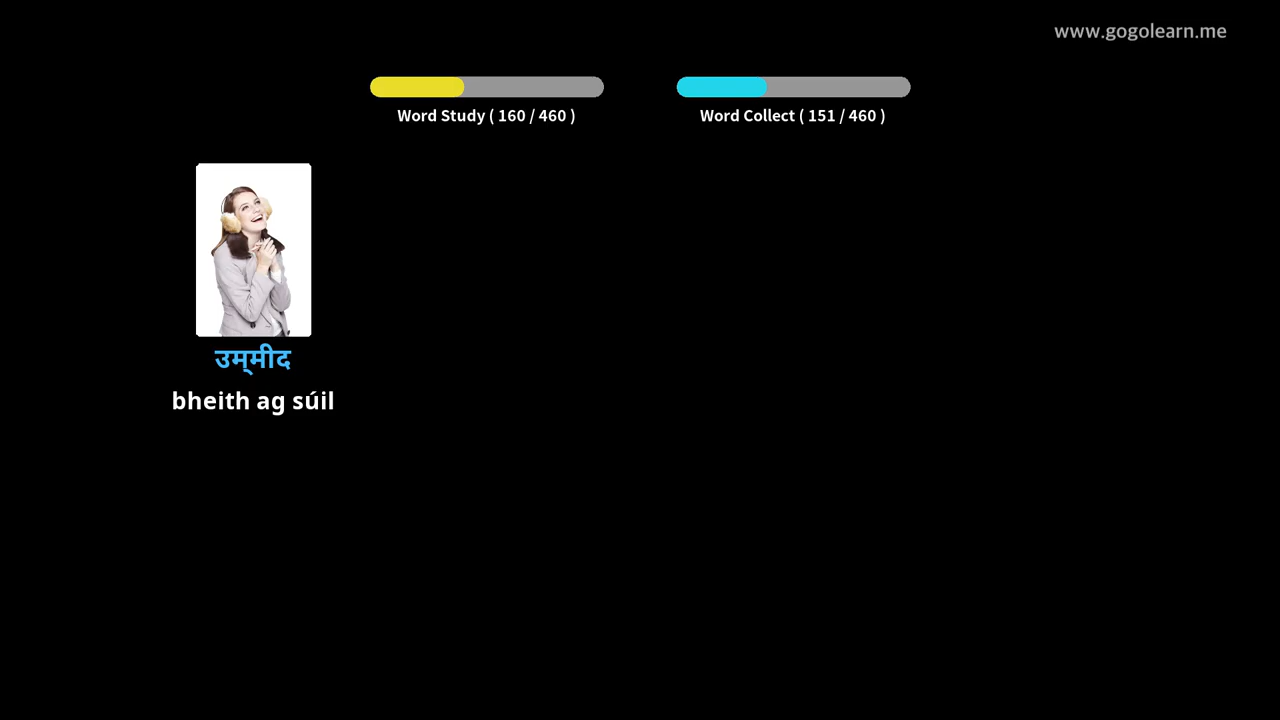 www.gogolearn.me
Word Study ( 160 / 460 )
Word Collect ( 151 / 460 )
उम्‌मीद
bheith ag súil